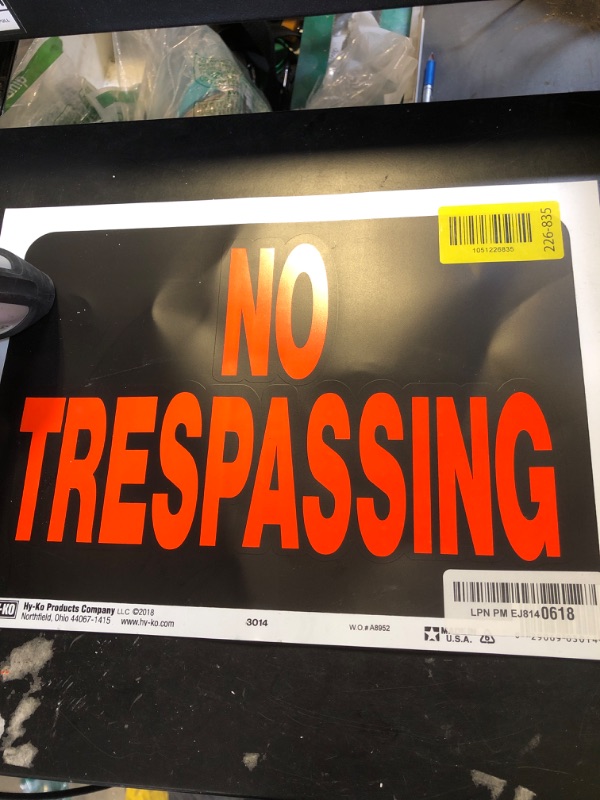 1051226835
226-835
NO
TRESPASSING
LPN PM EJ8140618
Hy-Ko Products Company LLC ©2018
Northfield, Ohio 44067-1415 www.hy-ko.com
3014
W.O.# A8952
U.S.A.